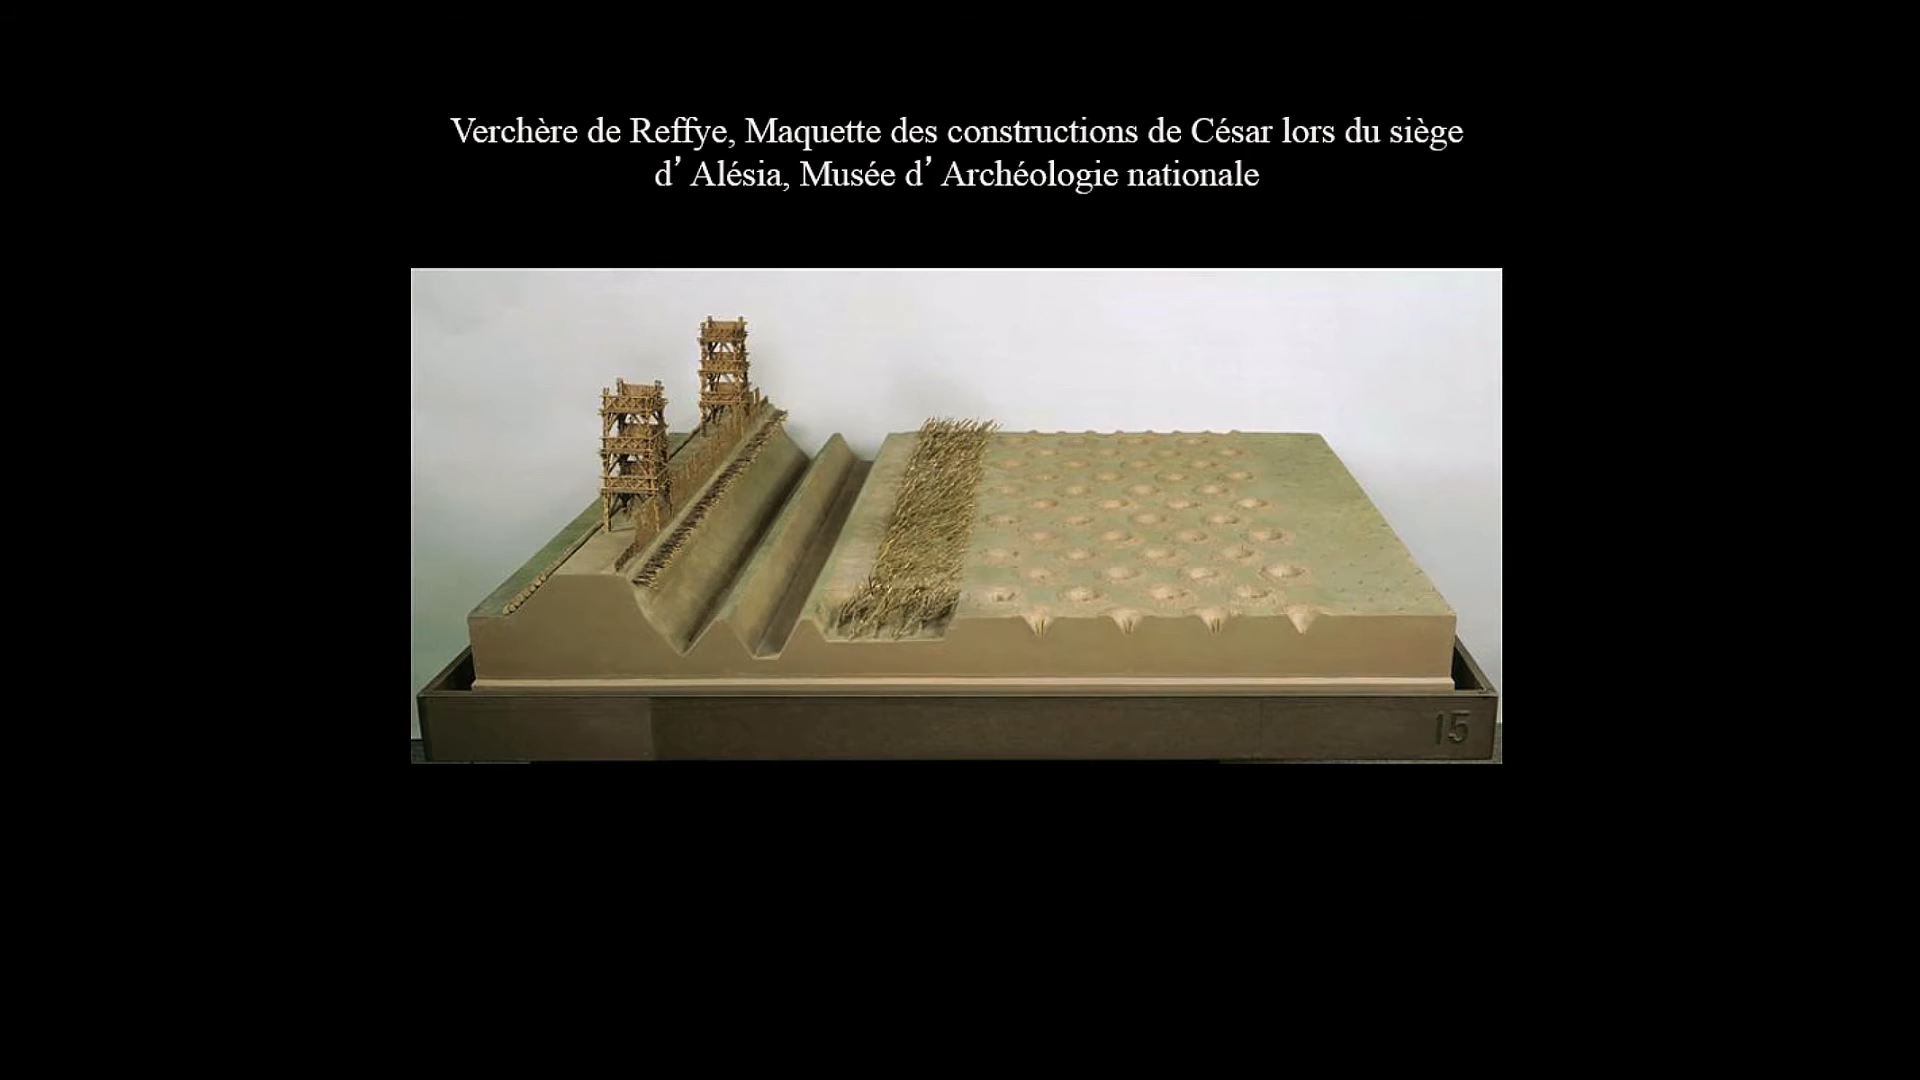 Verchère de Reffye, Maquette des constructions de César lors du siège
d’ Alésia, Musée d’ Archéologie nationale
15